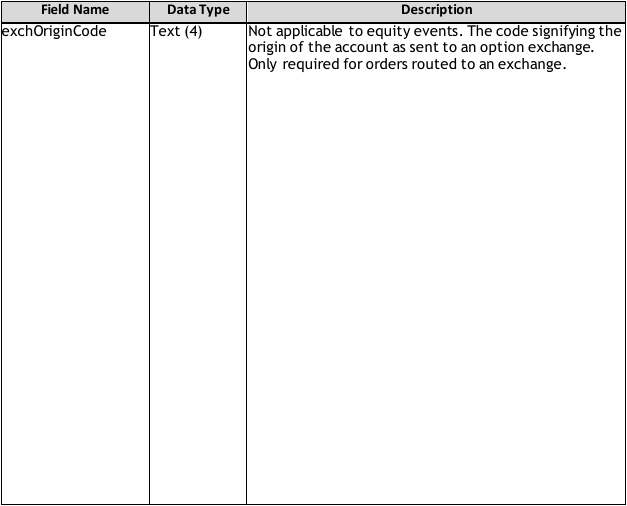 Field Name Data Type Description
exchOriginCode Text (4) Not applicable to equity events. The code signifying the
origin of the account as sent to an option exchange.
Only required for orders routed to an exchange.